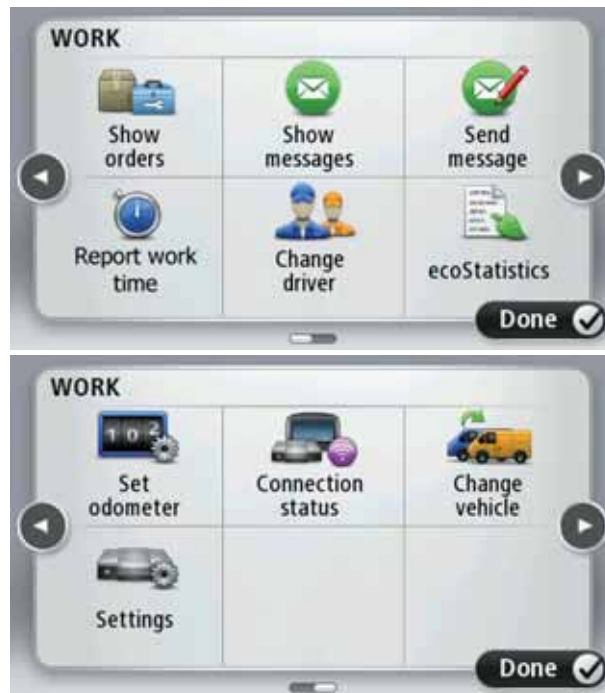 WORK
Show
orders
Show
messages
Send
message
Report work
time
Change
driver
ecoStatistics
Done
WORK
102
Set
odometer
Connection
status
Change
vehicle
Settings
Done